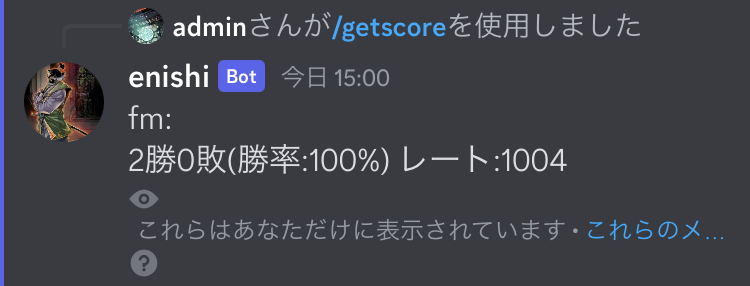 adminさんが/getscoreを使用しました
enishi Bot 今日 15:00
fm:
2勝0敗(勝率:100%) レート:1004
これらはあなただけに表示されています • これらのメ...
?